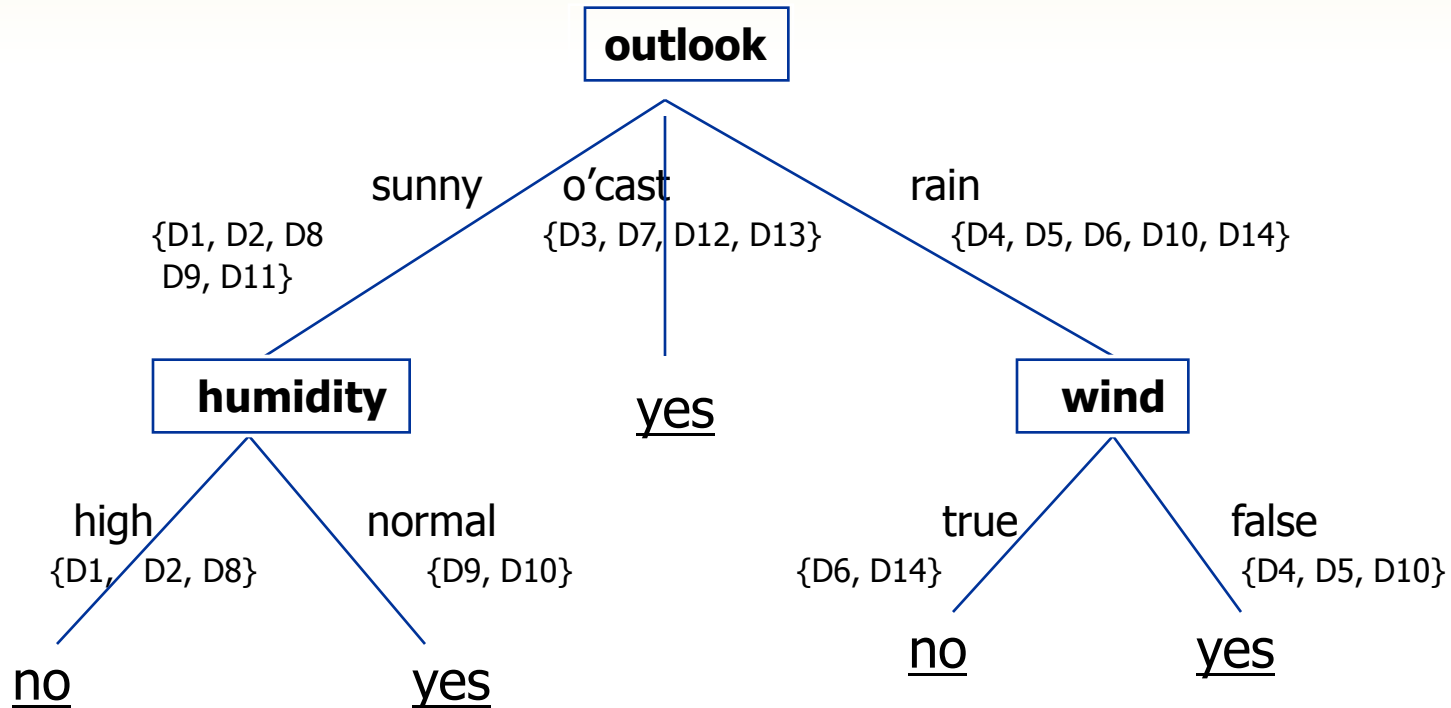 outlook
sunny
o’cast
rain
{D1, D2, D8
D9, D11}
{D3, D7, D12, D13}
{D4, D5, D6, D10, D14}
humidity
yes
wind
high
normal
true
false
{D1, D2, D8}
{D9, D10}
{D6, D14}
{D4, D5, D10}
no
yes
no
yes